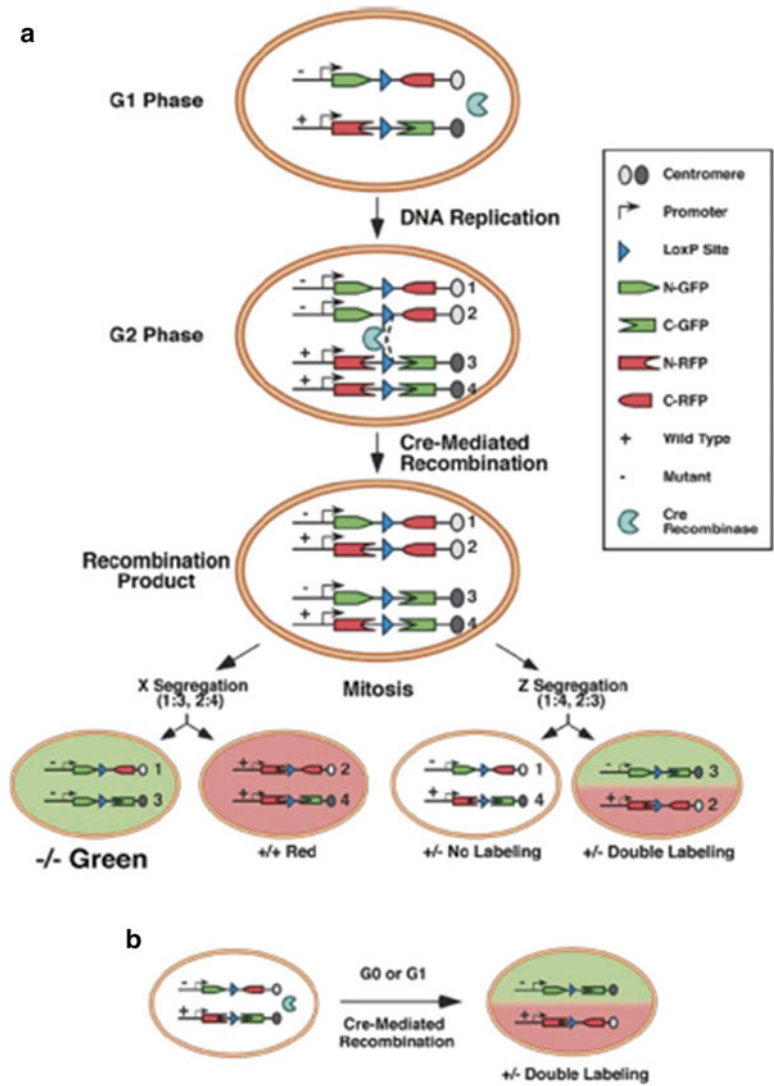 a
G1 Phase
-
+
DNA Replication
G2 Phase
- 1
- 2
+ 3
+ 4
Cre-Mediated
Recombination
Recombination
Product
- 1
+ 2
- 3
+ 4
X Segregation
(1:3, 2:4)
Mitosis
Z Segregation
(1:4, 2:3)
- 1
- 3
-/- Green
+ 2
+ 4
+/+ Red
- 1
+ 4
+/- No Labeling
- 3
+ 2
+/- Double Labeling
Centromere
Promoter
LoxP Site
N-GFP
C-GFP
N-RFP
C-RFP
+ Wild Type
- Mutant
Cre
Recombinase
b
-
+
G0 or G1
Cre-Mediated
Recombination
-
+
+/- Double Labeling